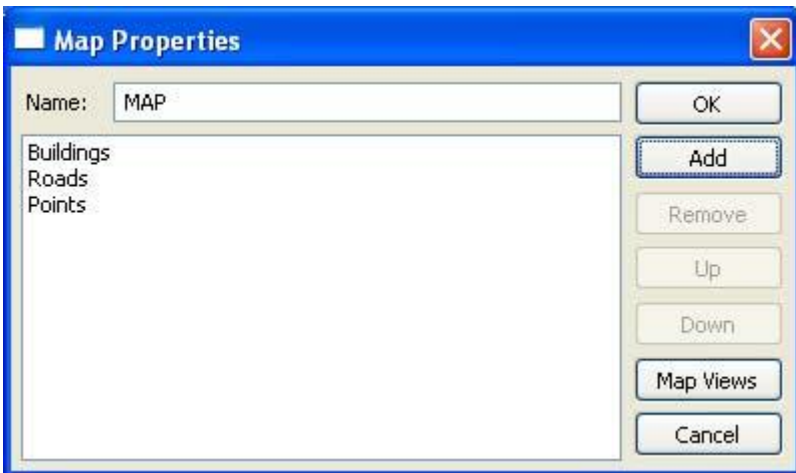 Map Properties
Name: MAP
OK
Buildings
Roads
Points
Add
Remove
Up
Down
Map Views
Cancel